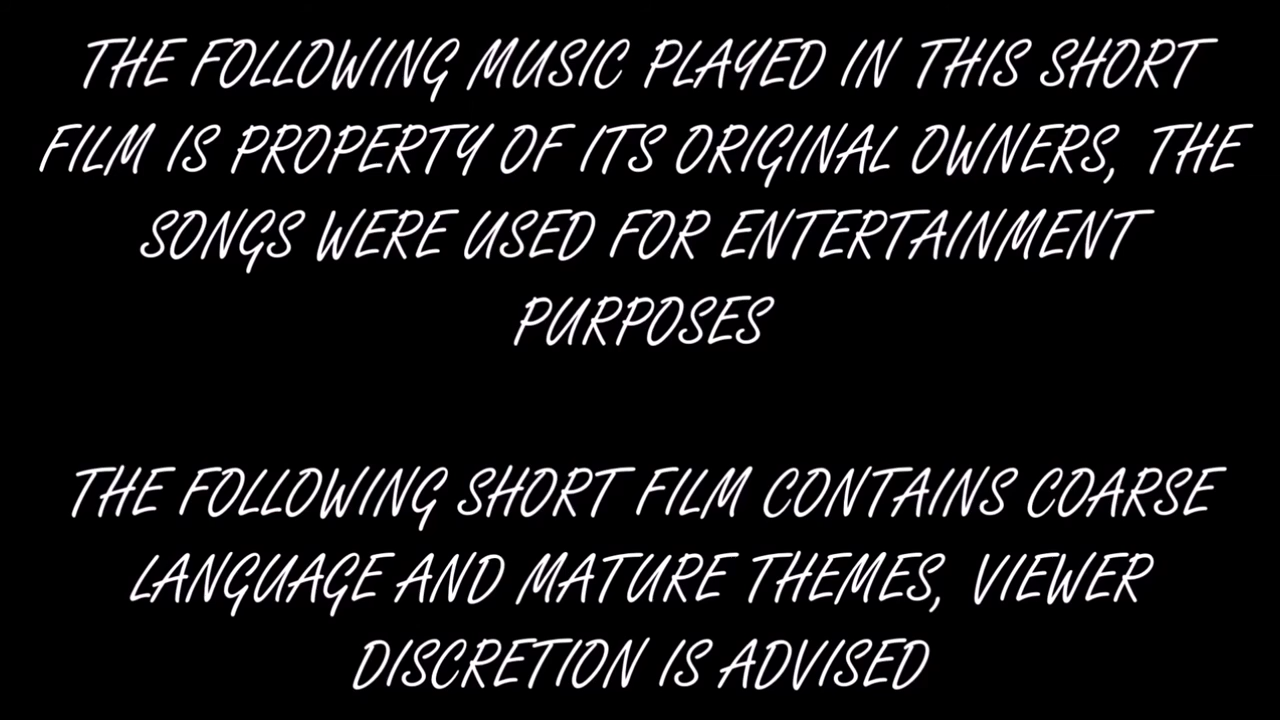 THE FOLLOWING MUSIC PLAYED IN THIS SHORT
FILM IS PROPERTY OF ITS ORIGINAL OWNERS, THE
SONGS WERE USED FOR ENTERTAINMENT
PURPOSES
THE FOLLOWING SHORT FILM CONTAINS COARSE
LANGUAGE AND MATURE THEMES, VIEWER
DISCRETION IS ADVISED